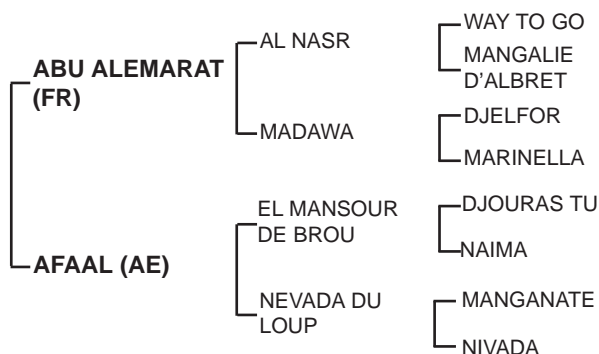 ABU ALEMARAT
(FR)
AFAAL (AE)
AL NASR
MADAWA
EL MANSOUR
DE BROU
NEVADA DU
LOUP
WAY TO GO
MANGALIE
D'ALBRET
DJELFOR
MARINELLA
DJOURAS TU
NAIMA
MANGANATE
NIVADA